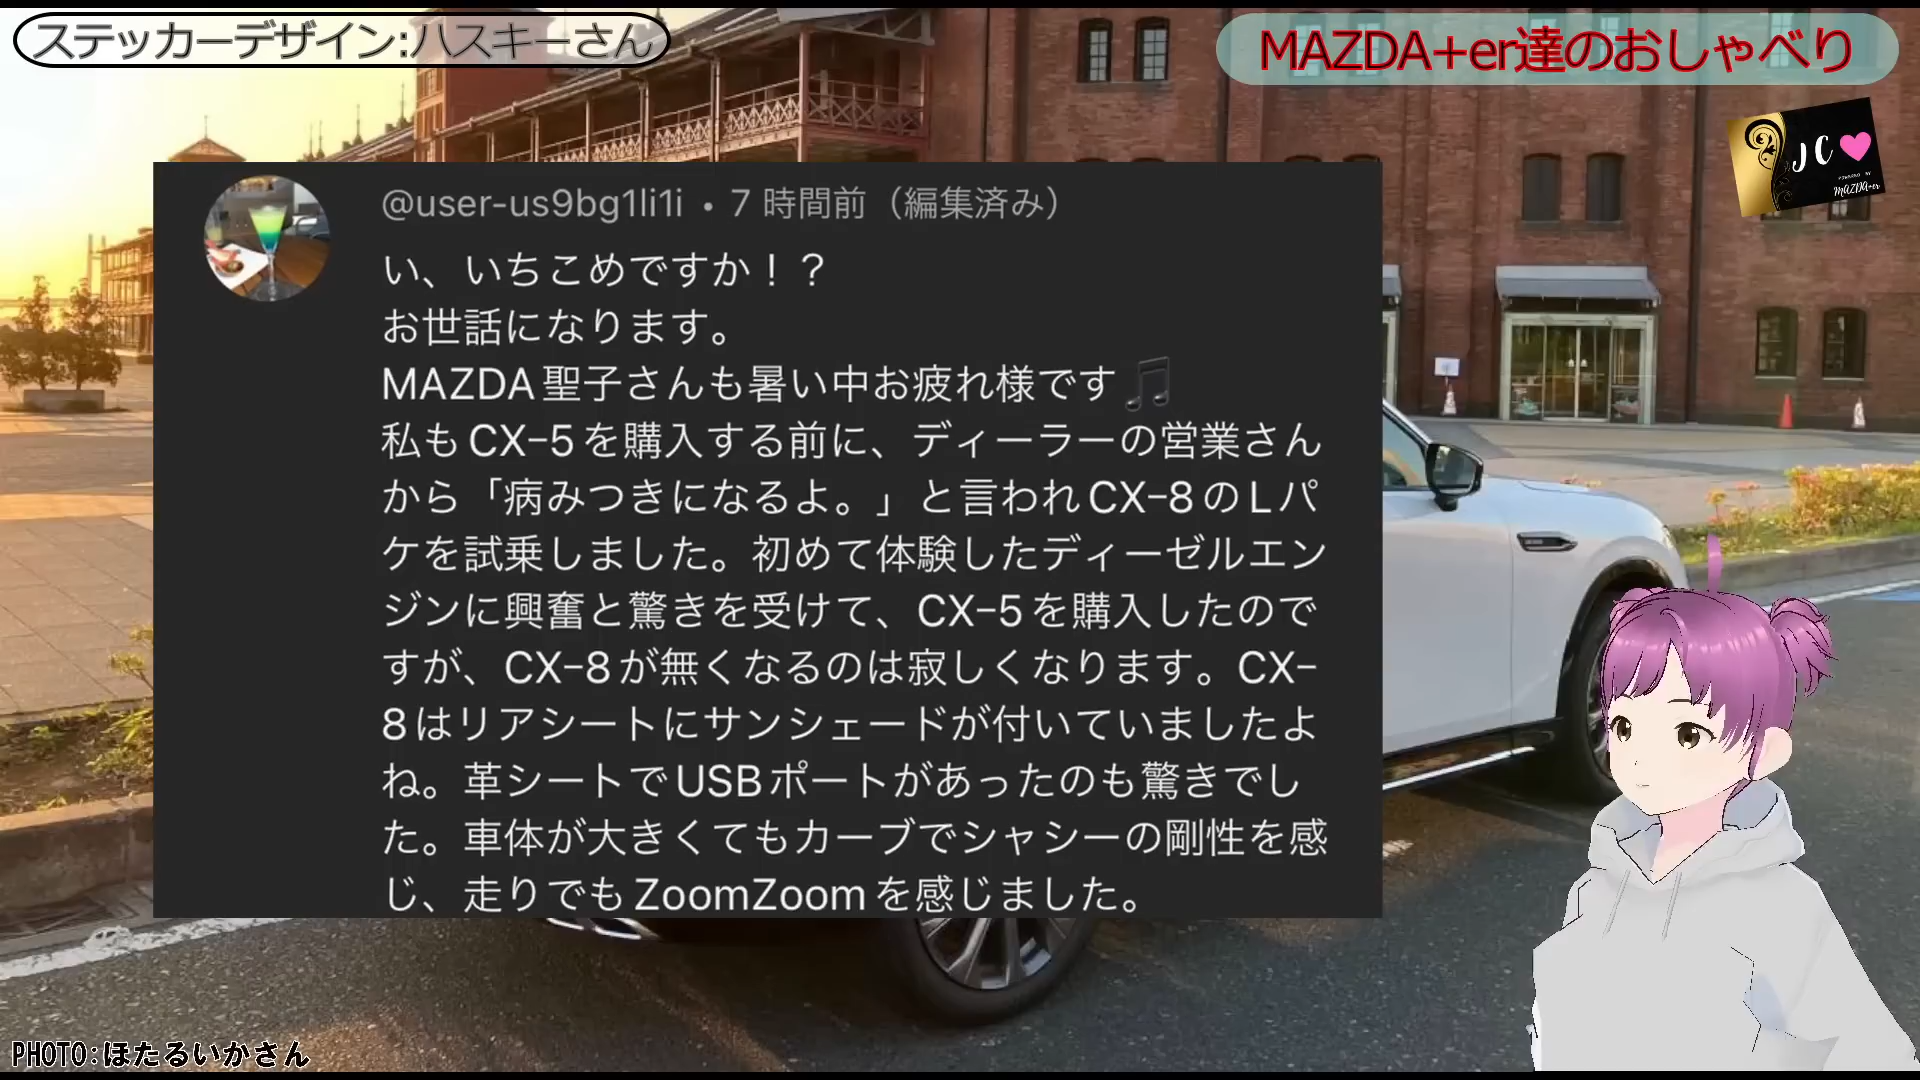 ステッカーデザイン:ハスキーさん
MAZDA+er達のおしゃべり
JC
POWERED BY
MAZDA+er
@user-us9bg1li1i • 7 時間前（編集済み）
い、いちこめですか！？
お世話になります。
MAZDA聖子さんも暑い中お疲れ様です🎵
私もCX-5を購入する前に、ディーラーの営業さん
から「病みつきになるよ。」と言われCX-8のLパ
ケを試乗しました。初めて体験したディーゼルエン
ジンに興奮と驚きを受けて、CX-5を購入したので
すが、CX-8が無くなるのは寂しくなります。CX-
8はリアシートにサンシェードが付いていましたよ
ね。革シートでUSBポートがあったのも驚きでし
た。車体が大きくてもカーブでシャシーの剛性を感
じ、走りでもZoomZoomを感じました。
PHOTO:ほたるいかさん